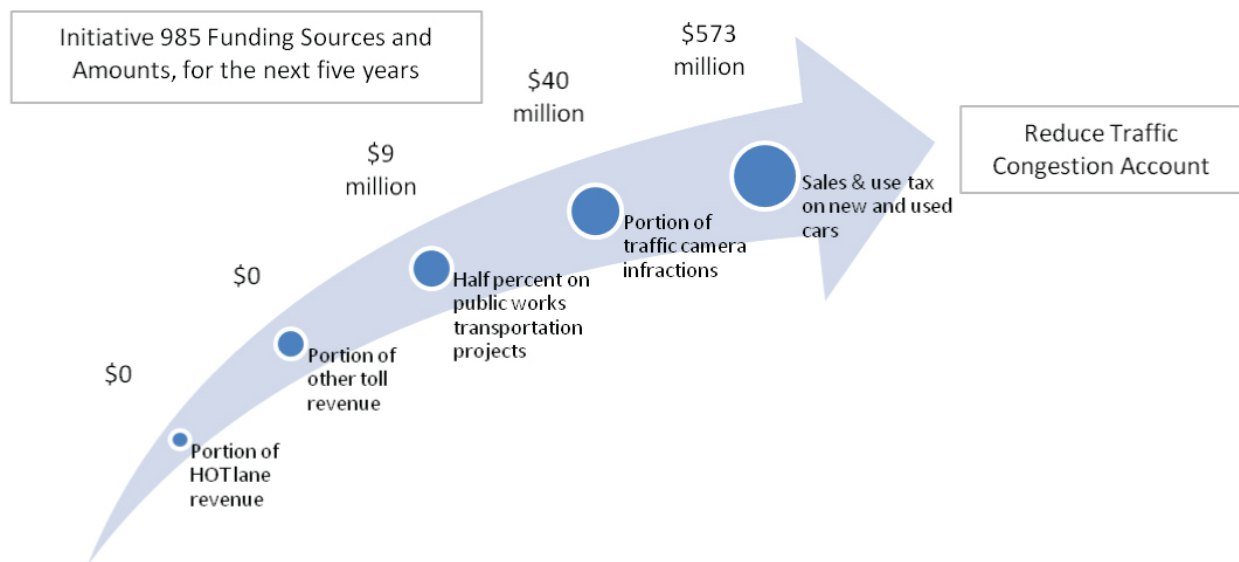 Initiative 985 Funding Sources and
Amounts, for the next five years
$573
million
$40
million
$9
million
$0
$0
Reduce Traffic
Congestion Account
Sales & use tax
on new and used
cars
Portion of
traffic camera
infractions
Half percent on
public works
transportation
projects
Portion of
other toll
revenue
Portion of
HOT lane
revenue